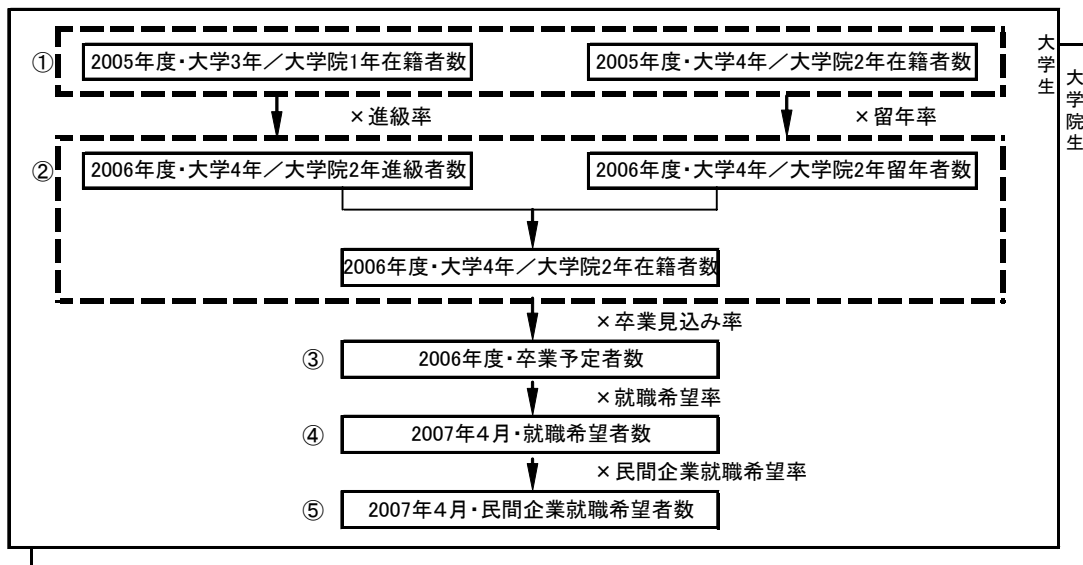 ① 2005年度・大学3年／大学院1年在籍者数 2005年度・大学4年／大学院2年在籍者数
大学生
大学院生
×進級率 ×留年率
② 2006年度・大学4年／大学院2年進級者数 2006年度・大学4年／大学院2年留年者数
2006年度・大学4年／大学院2年在籍者数
×卒業見込み率
③ 2006年度・卒業予定者数
×就職希望率
④ 2007年４月・就職希望者数
×民間企業就職希望率
⑤ 2007年４月・民間企業就職希望者数